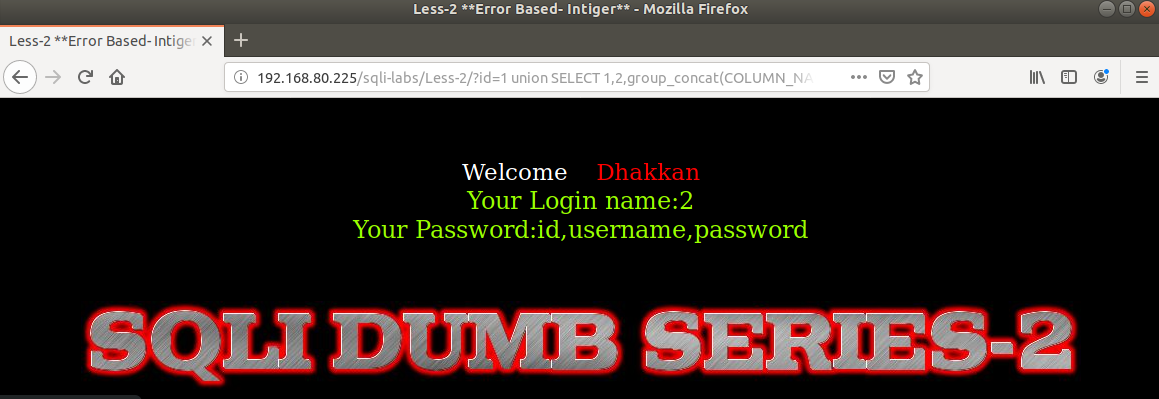 Less-2 **Error Based- Intiger** - Mozilla Firefox
Less-2 **Error Based- Intiger
192.168.80.225/sqli-labs/Less-2/?id=1 union SELECT 1,2,group_concat(COLUMN_NA
Welcome Dhakkan
Your Login name:2
Your Password:id,username,password
SQLI DUMB SERIES-2